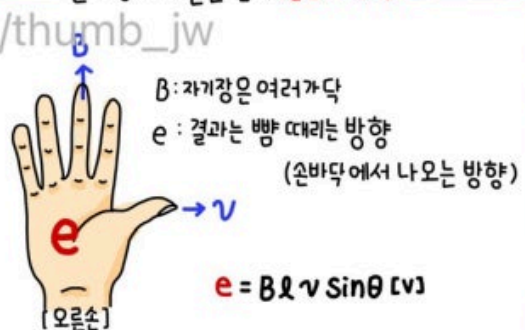 /thumb_jw
B
B : 자기장은 여러가닥
e : 결과는 뺨 때리는 방향
(손바닥에서 나오는 방향)
v
e
e = Blv sinθ [v]
[오른손]